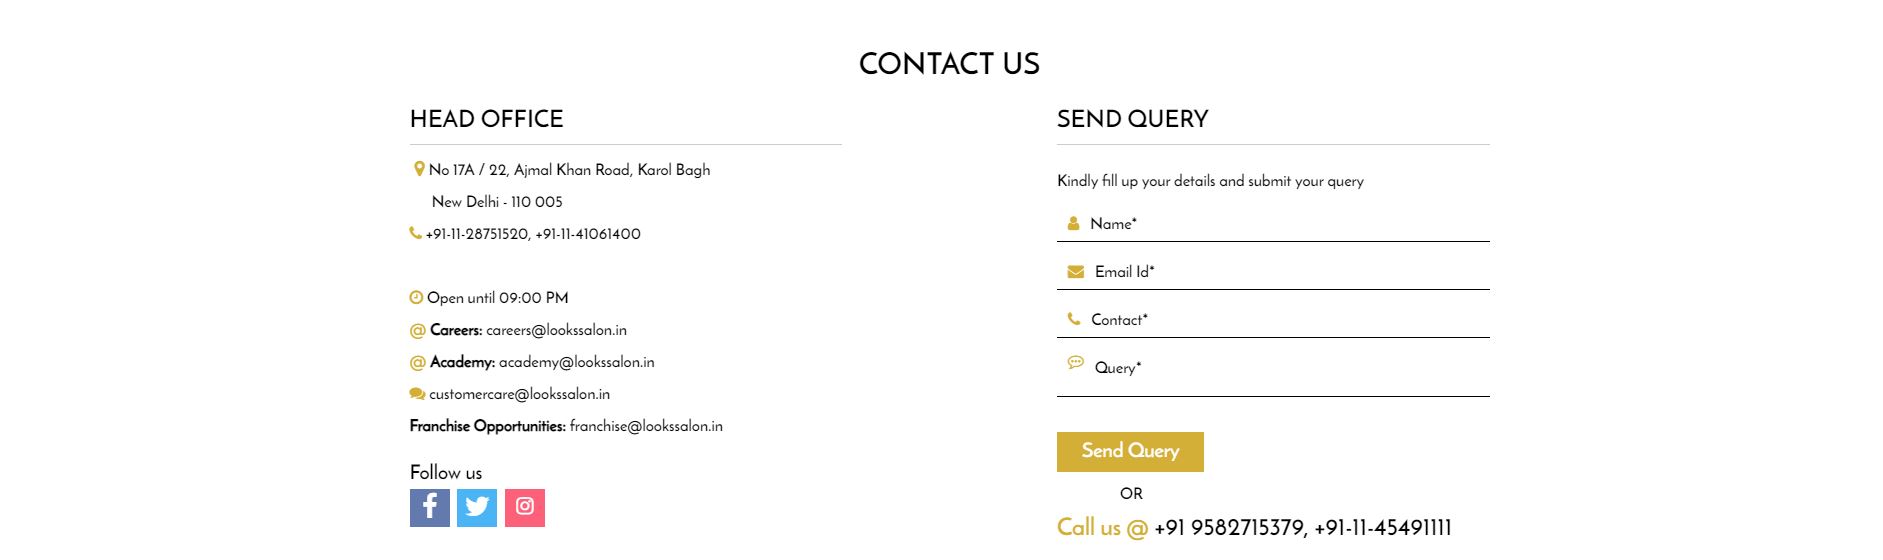 CONTACT US
HEAD OFFICE
No 17A / 22, Ajmal Khan Road, Karol Bagh
New Delhi - 110 005
+91-11-28751520, +91-11-41061400
Open until 09:00 PM
@ Careers: careers@lookssalon.in
@ Academy: academy@lookssalon.in
customercare@lookssalon.in
Franchise Opportunities: franchise@lookssalon.in
Follow us
SEND QUERY
Kindly fill up your details and submit your query
Name*
Email Id*
Contact*
Query*
Send Query
OR
Call us @ +91 9582715379, +91-11-45491111